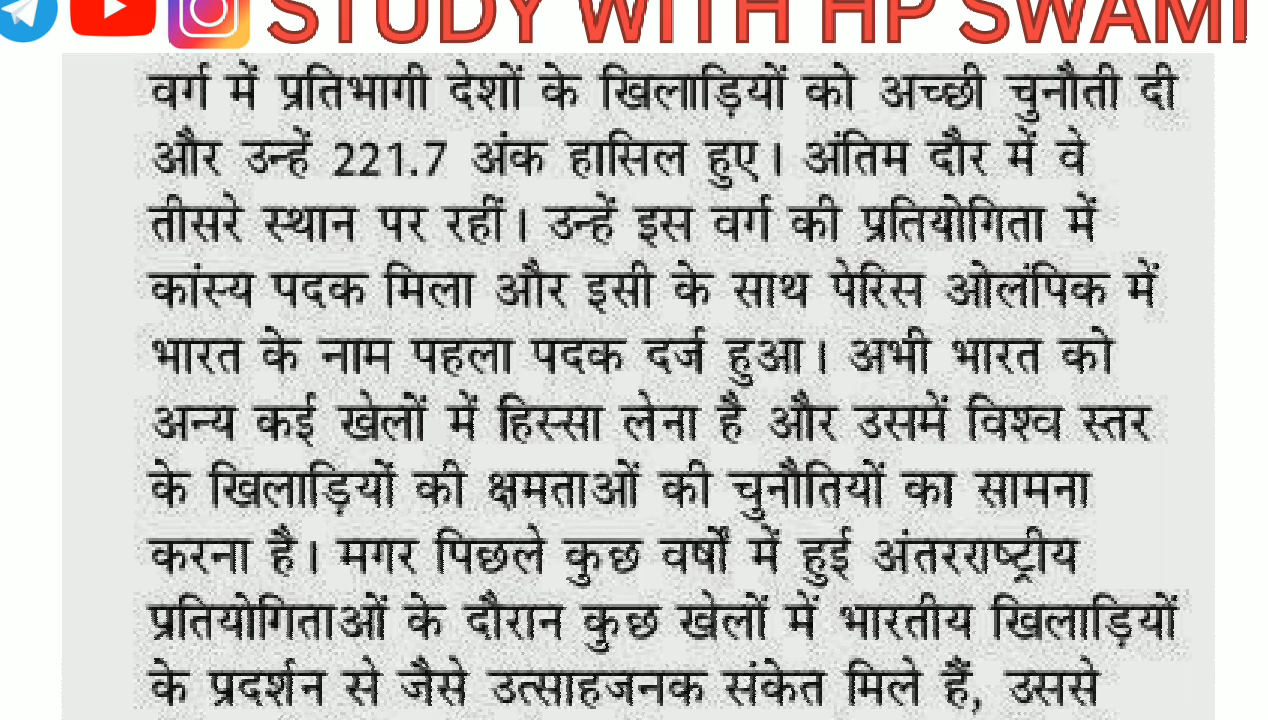 STUDY WITH HP SWAMI
वर्ग में प्रतिभागी देशों के खिलाड़ियों को अच्छी चुनौती दी
और उन्हें 221.7 अंक हासिल हुए। अंतिम दौर में वे
तीसरे स्थान पर रहीं। उन्हें इस वर्ग की प्रतियोगिता में
कांस्य पदक मिला और इसी के साथ पेरिस ओलंपिक में
भारत के नाम पहला पदक दर्ज हुआ। अभी भारत को
अन्य कई खेलों में हिस्सा लेना है और उसमें विश्व स्तर
के खिलाड़ियों की क्षमताओं की चुनौतियों का सामना
करना है। मगर पिछले कुछ वर्षों में हुई अंतरराष्ट्रीय
प्रतियोगिताओं के दौरान कुछ खेलों में भारतीय खिलाड़ियों
के प्रदर्शन से जैसे उत्साहजनक संकेत मिले हैं, उससे